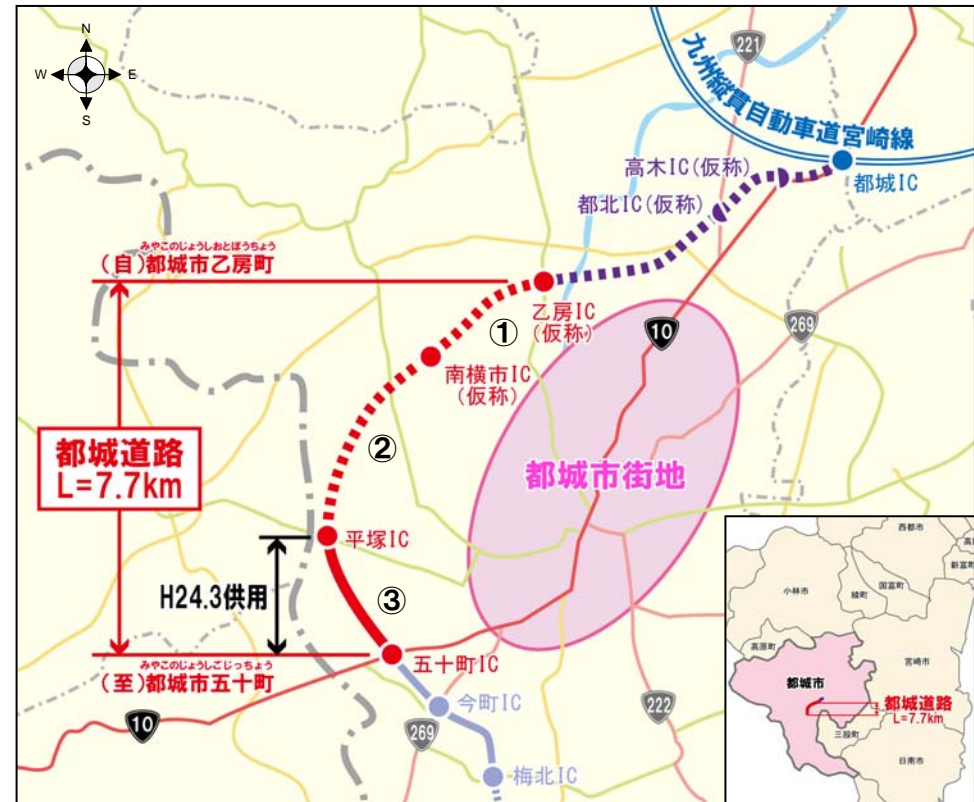 N
W
E
S
九州縦貫自動車道宮崎線
221
高木IC(仮称)
都城IC
都北IC(仮称)
みやこのじょうしおとぼうちょう
(自)都城市乙房町
乙房IC
(仮称)
①
10
269
南横市IC
(仮称)
②
都城道路
L=7.7km
都城市街地
平塚IC
H24.3供用
③
五十町IC
みやこのじょうしごじっちょう
(至)都城市五十町
10
今町IC
269
222
梅北IC
西都市
新富町
国富町
小林市
綾町
高原町
宮崎市
都城市
都城道路
L=7.7km
三股町
日南市